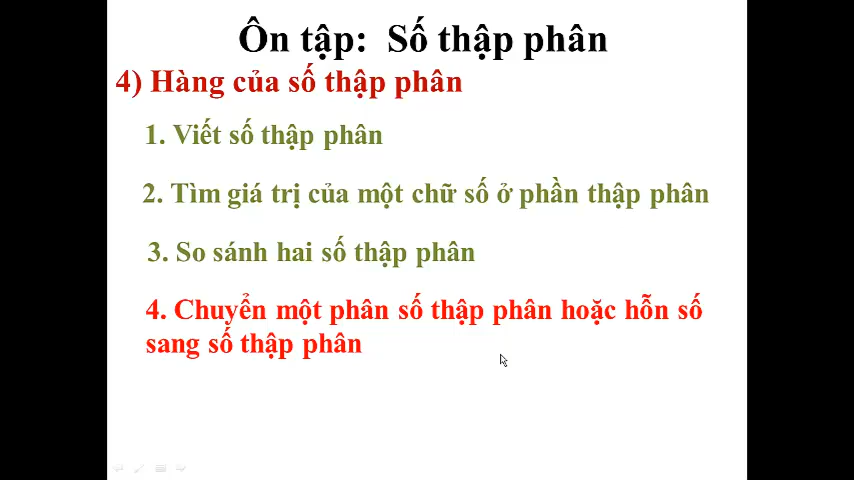 Ôn tập: Số thập phân
4) Hàng của số thập phân
1. Viết số thập phân
2. Tìm giá trị của một chữ số ở phần thập phân
3. So sánh hai số thập phân
4. Chuyển một phân số thập phân hoặc hỗn số
sang số thập phân